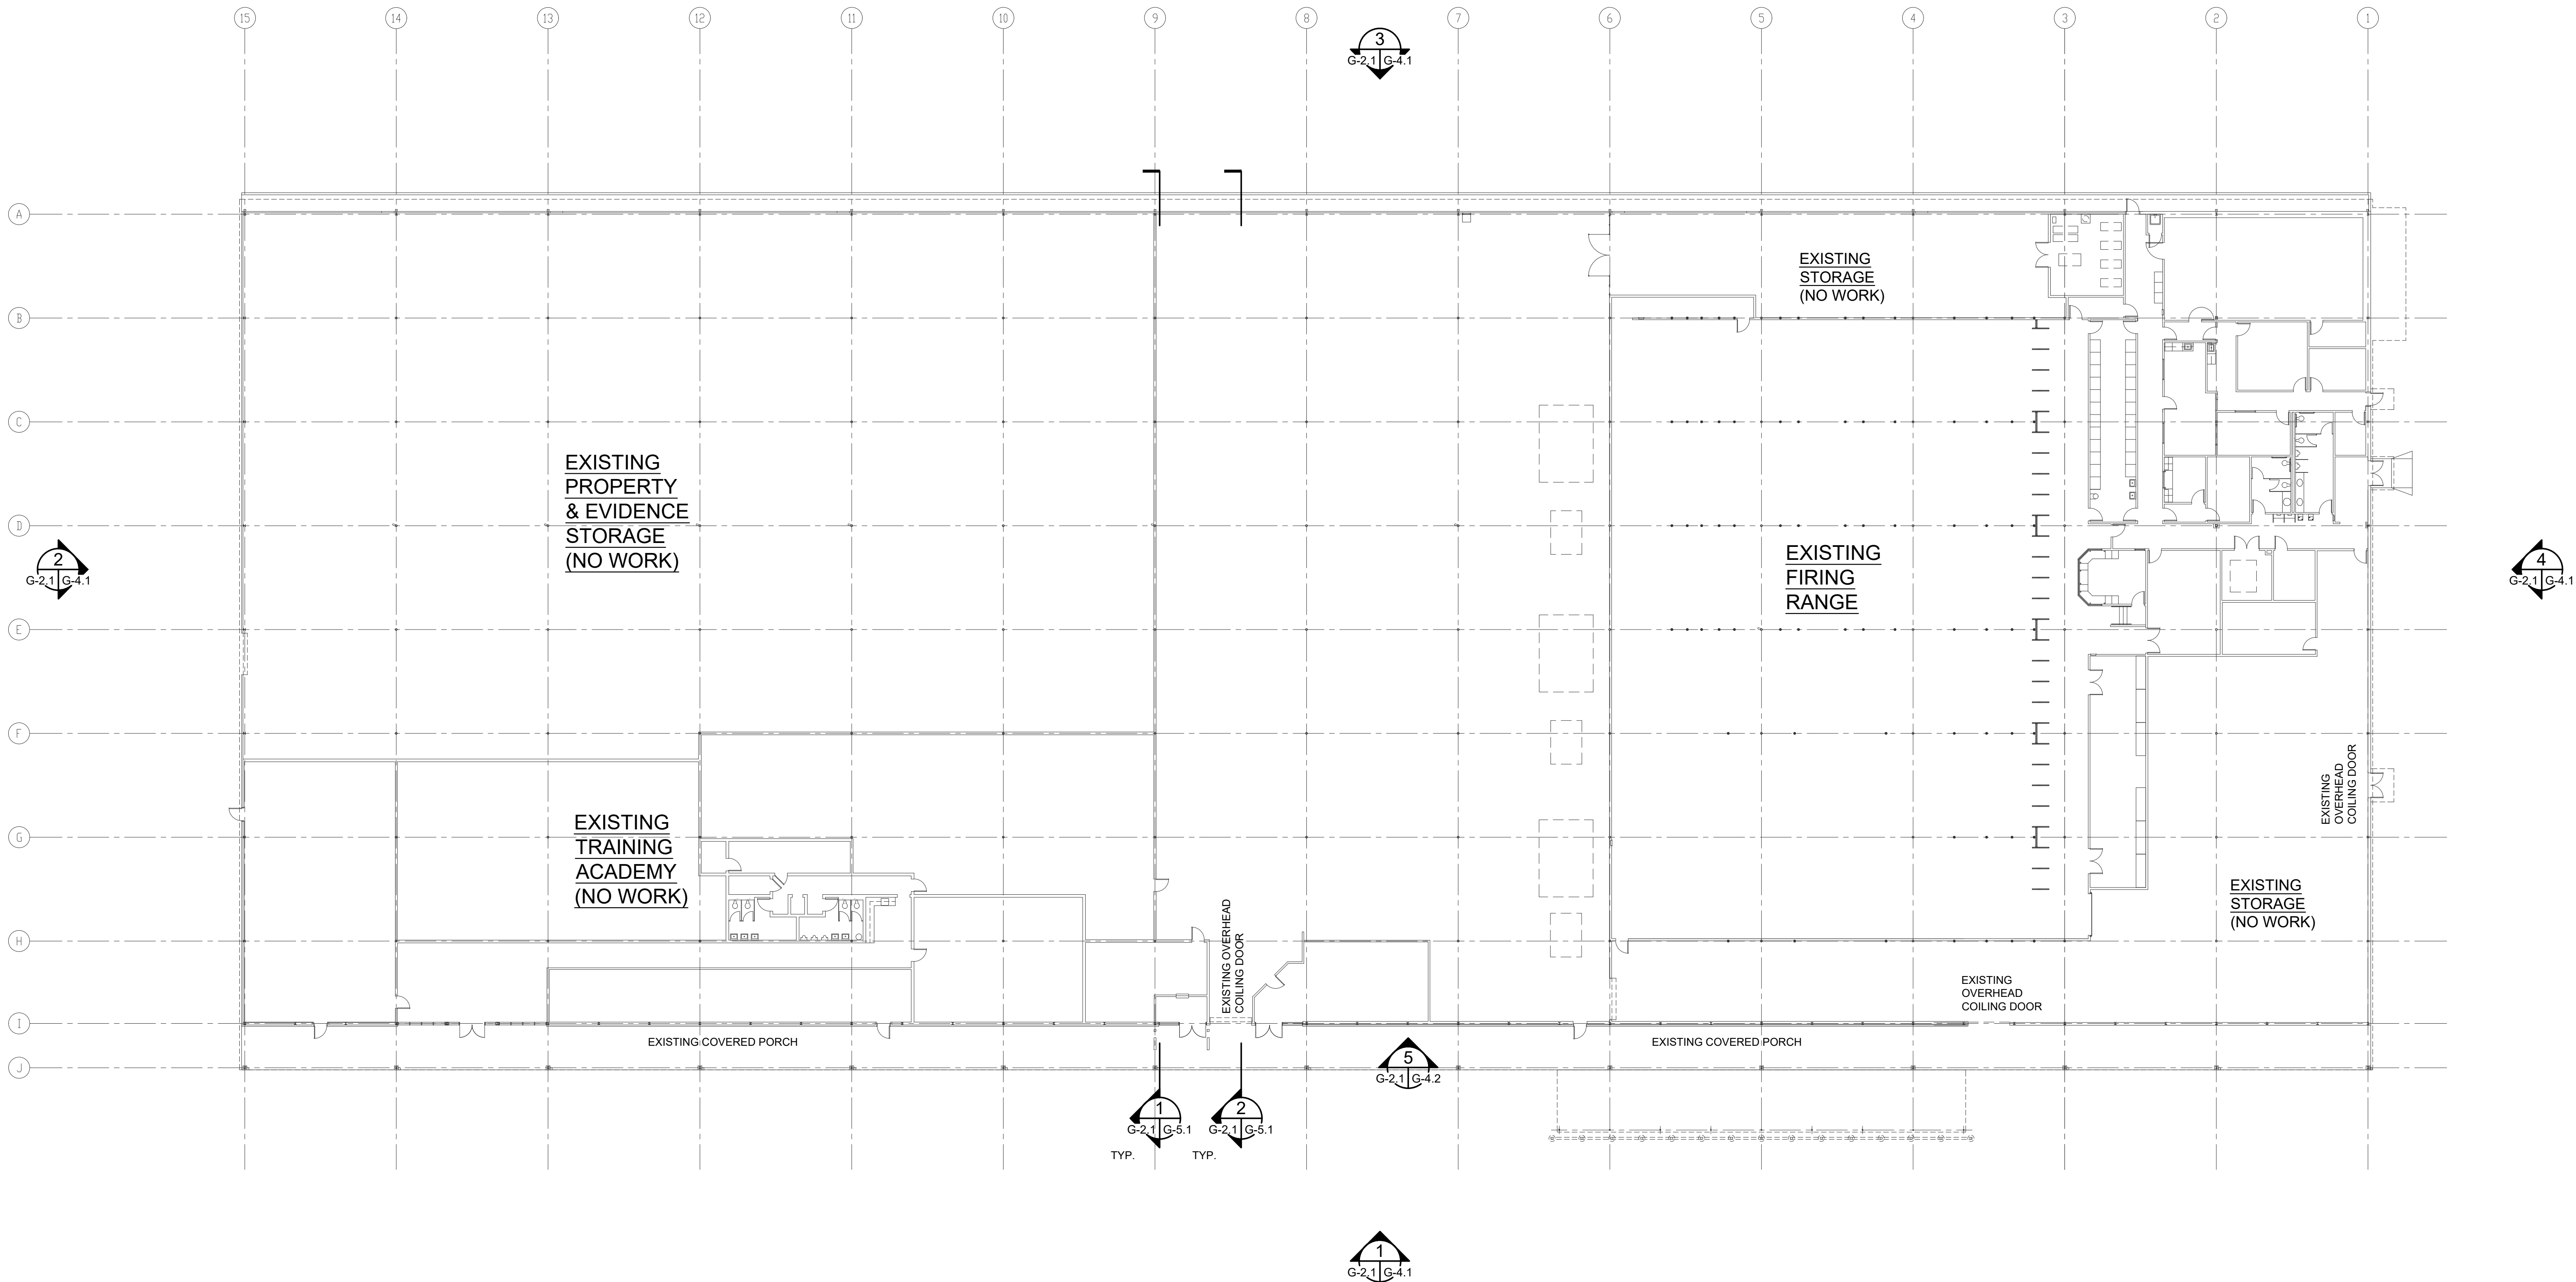 15
14
13
12
11
10
9
8
7
6
5
4
3
2
1
3
G-2.1 G-4.1
A
B
C
D
E
F
G
H
I
J
EXISTING
STORAGE
(NO WORK)
EXISTING
PROPERTY
& EVIDENCE
STORAGE
(NO WORK)
EXISTING
FIRING
RANGE
2
G-2.1 G-4.1
4
G-2.1 G-4.1
EXISTING
OVERHEAD
COILING DOOR
EXISTING
TRAINING
ACADEMY
(NO WORK)
EXISTING OVERHEAD
COILING DOOR
EXISTING
STORAGE
(NO WORK)
EXISTING
OVERHEAD
COILING DOOR
EXISTING COVERED PORCH
EXISTING COVERED PORCH
5
G-2.1 G-4.2
1
G-2.1 G-5.1
TYP.
2
G-2.1 G-5.1
TYP.
1
G-2.1 G-4.1